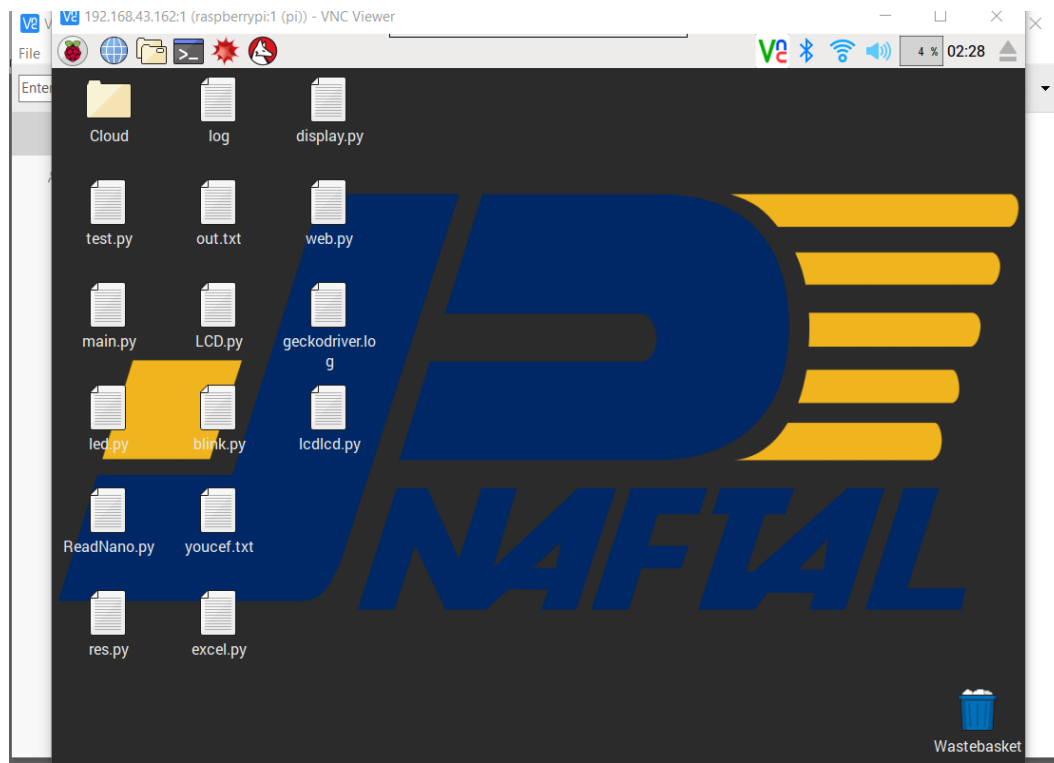 192.168.43.162:1 (raspberrypi:1 (pi)) - VNC Viewer
File
4 % 02:28
Enter
Cloud
log
display.py
test.py
out.txt
web.py
main.py
LCD.py
geckodriver.lo
g
led.py
blink.py
lcdlcd.py
ReadNano.py
youcef.txt
res.py
excel.py
NAFTAL
Wastebasket